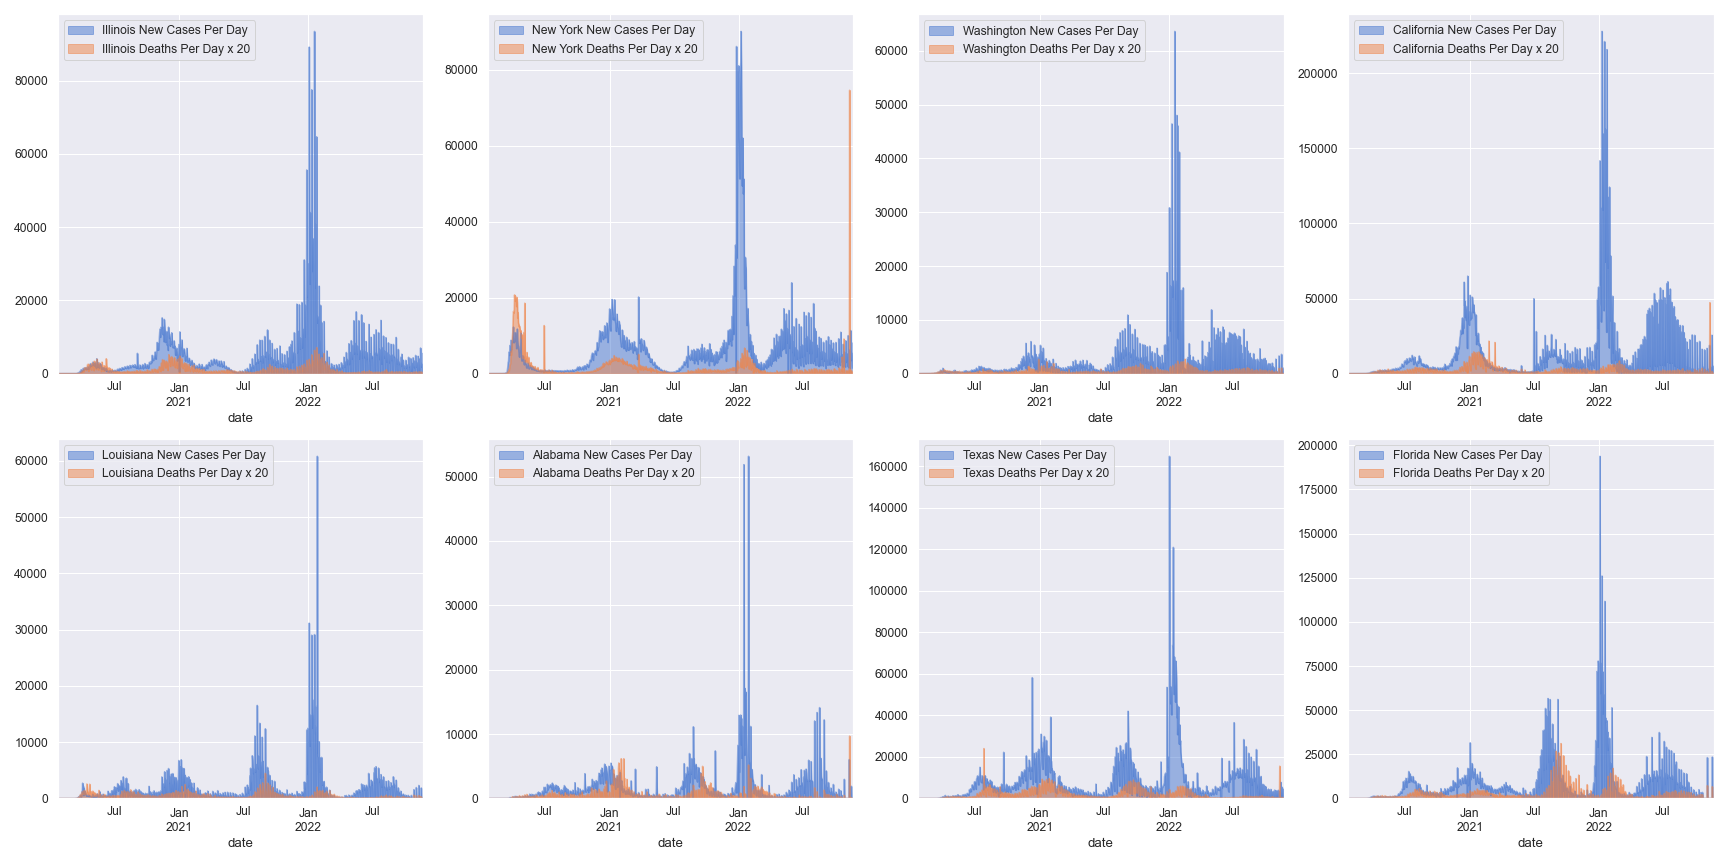 Illinois New Cases Per Day
Illinois Deaths Per Day x 20
80000
60000
40000
20000
0
Jul
Jan
2021
Jul
Jan
2022
Jul
date
New York New Cases Per Day
New York Deaths Per Day x 20
80000
60000
40000
20000
0
Jul
Jan
2021
Jul
Jan
2022
Jul
date
Washington New Cases Per Day
Washington Deaths Per Day x 20
60000
50000
40000
30000
20000
10000
0
Jul
Jan
2021
Jul
Jan
2022
Jul
date
California New Cases Per Day
California Deaths Per Day x 20
200000
150000
100000
50000
0
Jul
Jan
2021
Jul
Jan
2022
Jul
date
Louisiana New Cases Per Day
Louisiana Deaths Per Day x 20
60000
50000
40000
30000
20000
10000
0
Jul
Jan
2021
Jul
Jan
2022
Jul
date
Alabama New Cases Per Day
Alabama Deaths Per Day x 20
50000
40000
30000
20000
10000
0
Jul
Jan
2021
Jul
Jan
2022
Jul
date
Texas New Cases Per Day
Texas Deaths Per Day x 20
160000
140000
120000
100000
80000
60000
40000
20000
0
Jul
Jan
2021
Jul
Jan
2022
Jul
date
Florida New Cases Per Day
Florida Deaths Per Day x 20
200000
175000
150000
125000
100000
75000
50000
25000
0
Jul
Jan
2021
Jul
Jan
2022
Jul
date